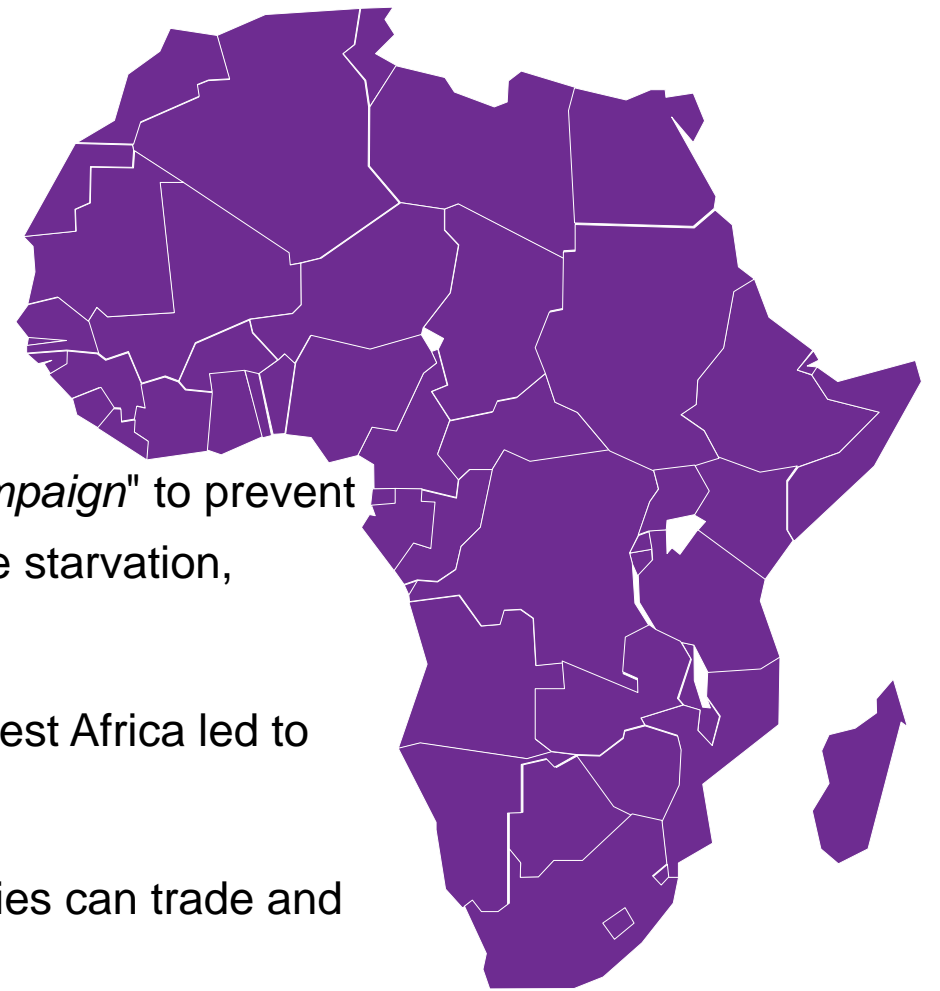 mpaign" to prevent
e starvation,
est Africa led to
ies can trade and